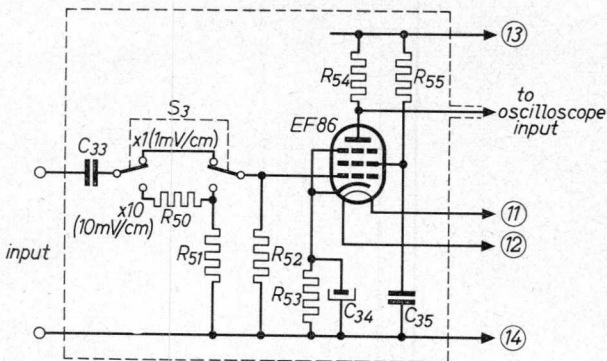 13
R54
R55
to
oscilloscope
input
S3
EF86
C33
x1(1mV/cm)
x10
(10mV/cm)
R50
11
12
input
R51
R52
R53
C34
C35
14